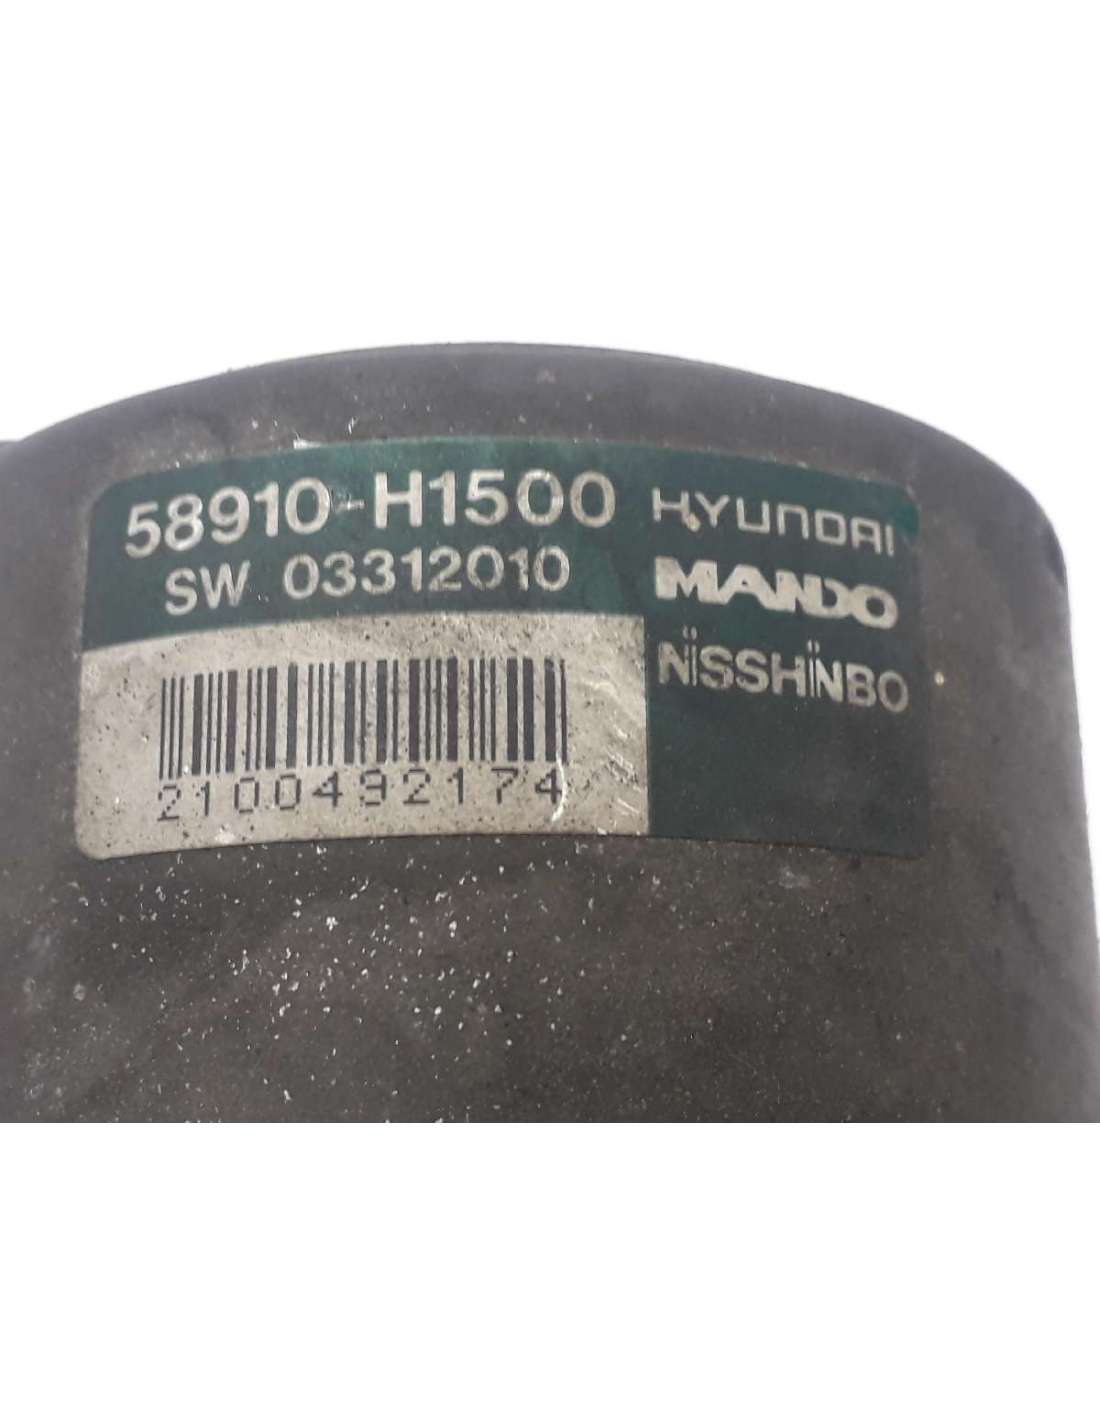 58910-H1500
SW 03312010
2100492174
HYUNDAI
MANDO
NISSHINBO